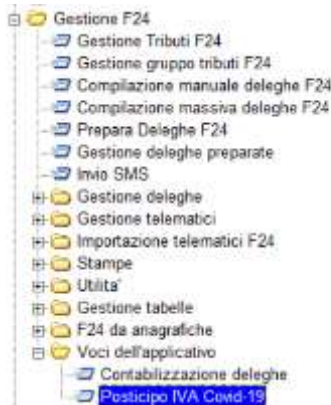 Gestione F24
Gestione Tributi F24
Gestione gruppo tributi F24
Compilazione manuale deleghe F24
Compilazione massiva deleghe F24
Prepara Deleghe F24
Gestione deleghe preparate
Invio SMS
Gestione deleghe
Gestione telematici
Importazione telematici F24
Stampe
Utilita'
Gestione tabelle
F24 da anagrafiche
Voci dell'applicativo
Contabilizzazione deleghe
Posticipo IVA Covid-19